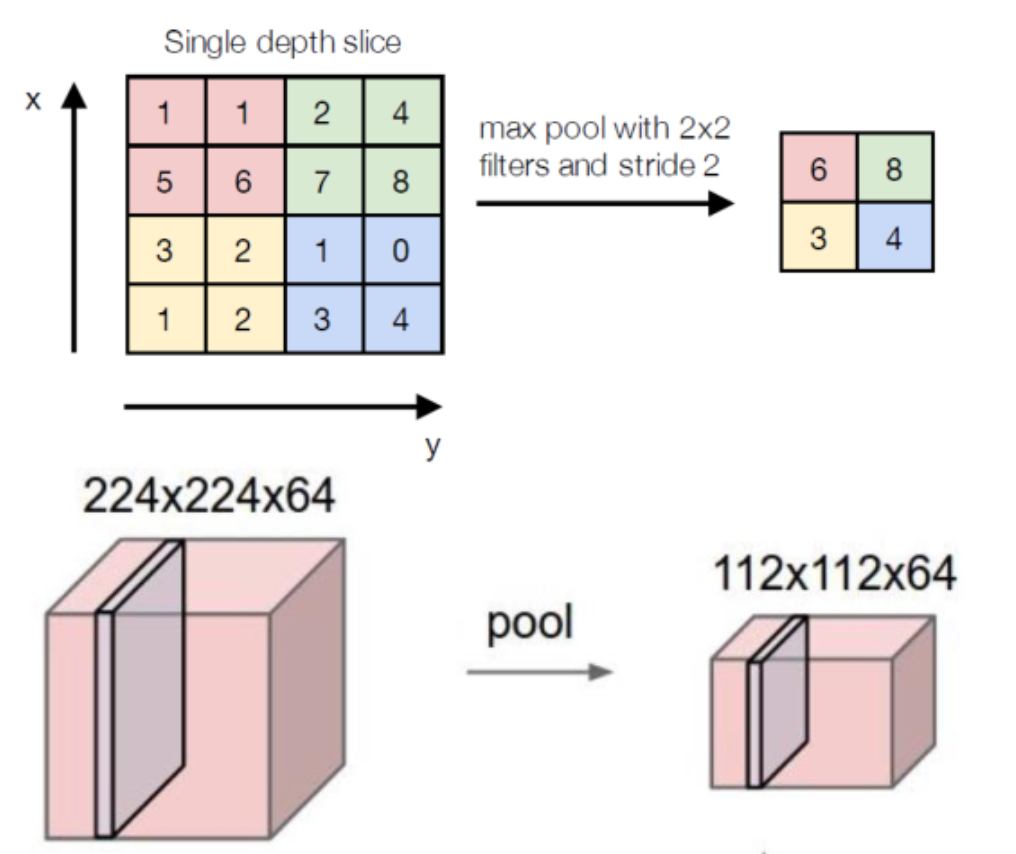 Single depth slice
x
1 1 2 4
5 6 7 8
3 2 1 0
1 2 3 4
y
max pool with 2x2
filters and stride 2
6 8
3 4
224x224x64
pool
112x112x64